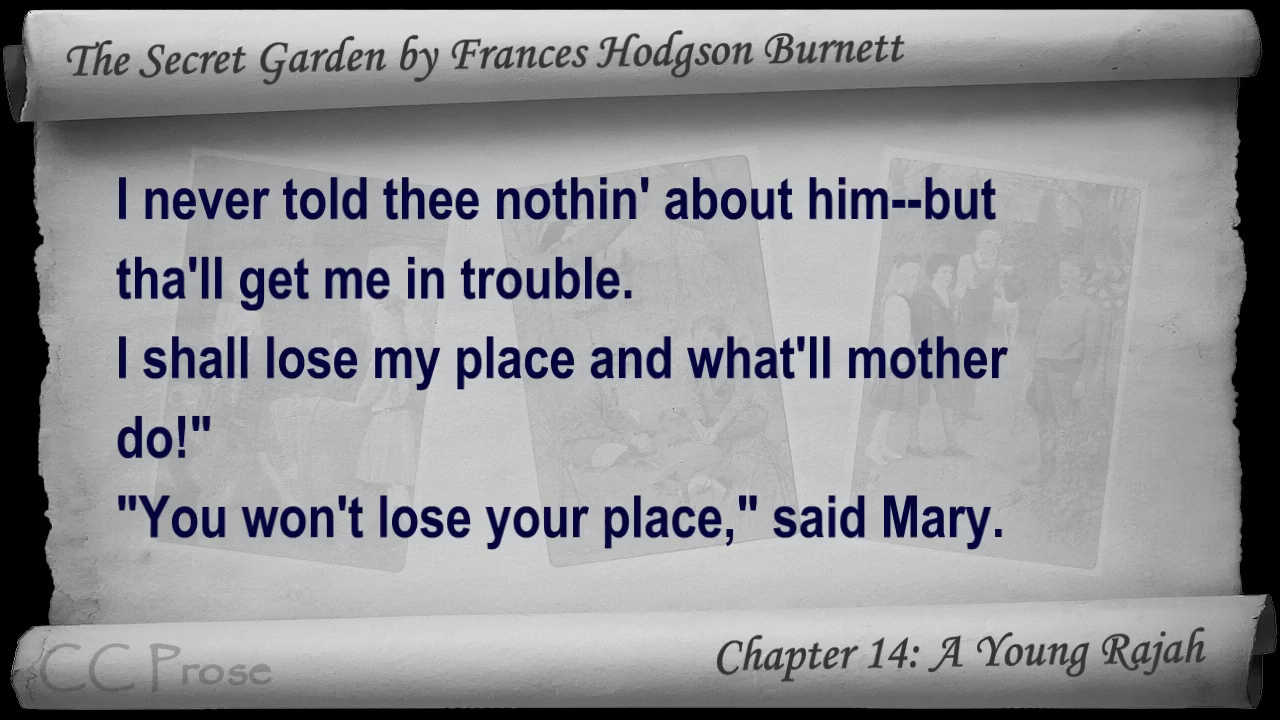 The Secret Garden by Frances Hodgson Burnett
I never told thee nothin' about him--but
tha'll get me in trouble.
I shall lose my place and what'll mother
do!"
"You won't lose your place," said Mary.
CC Prose
Chapter 14: A Young Rajah